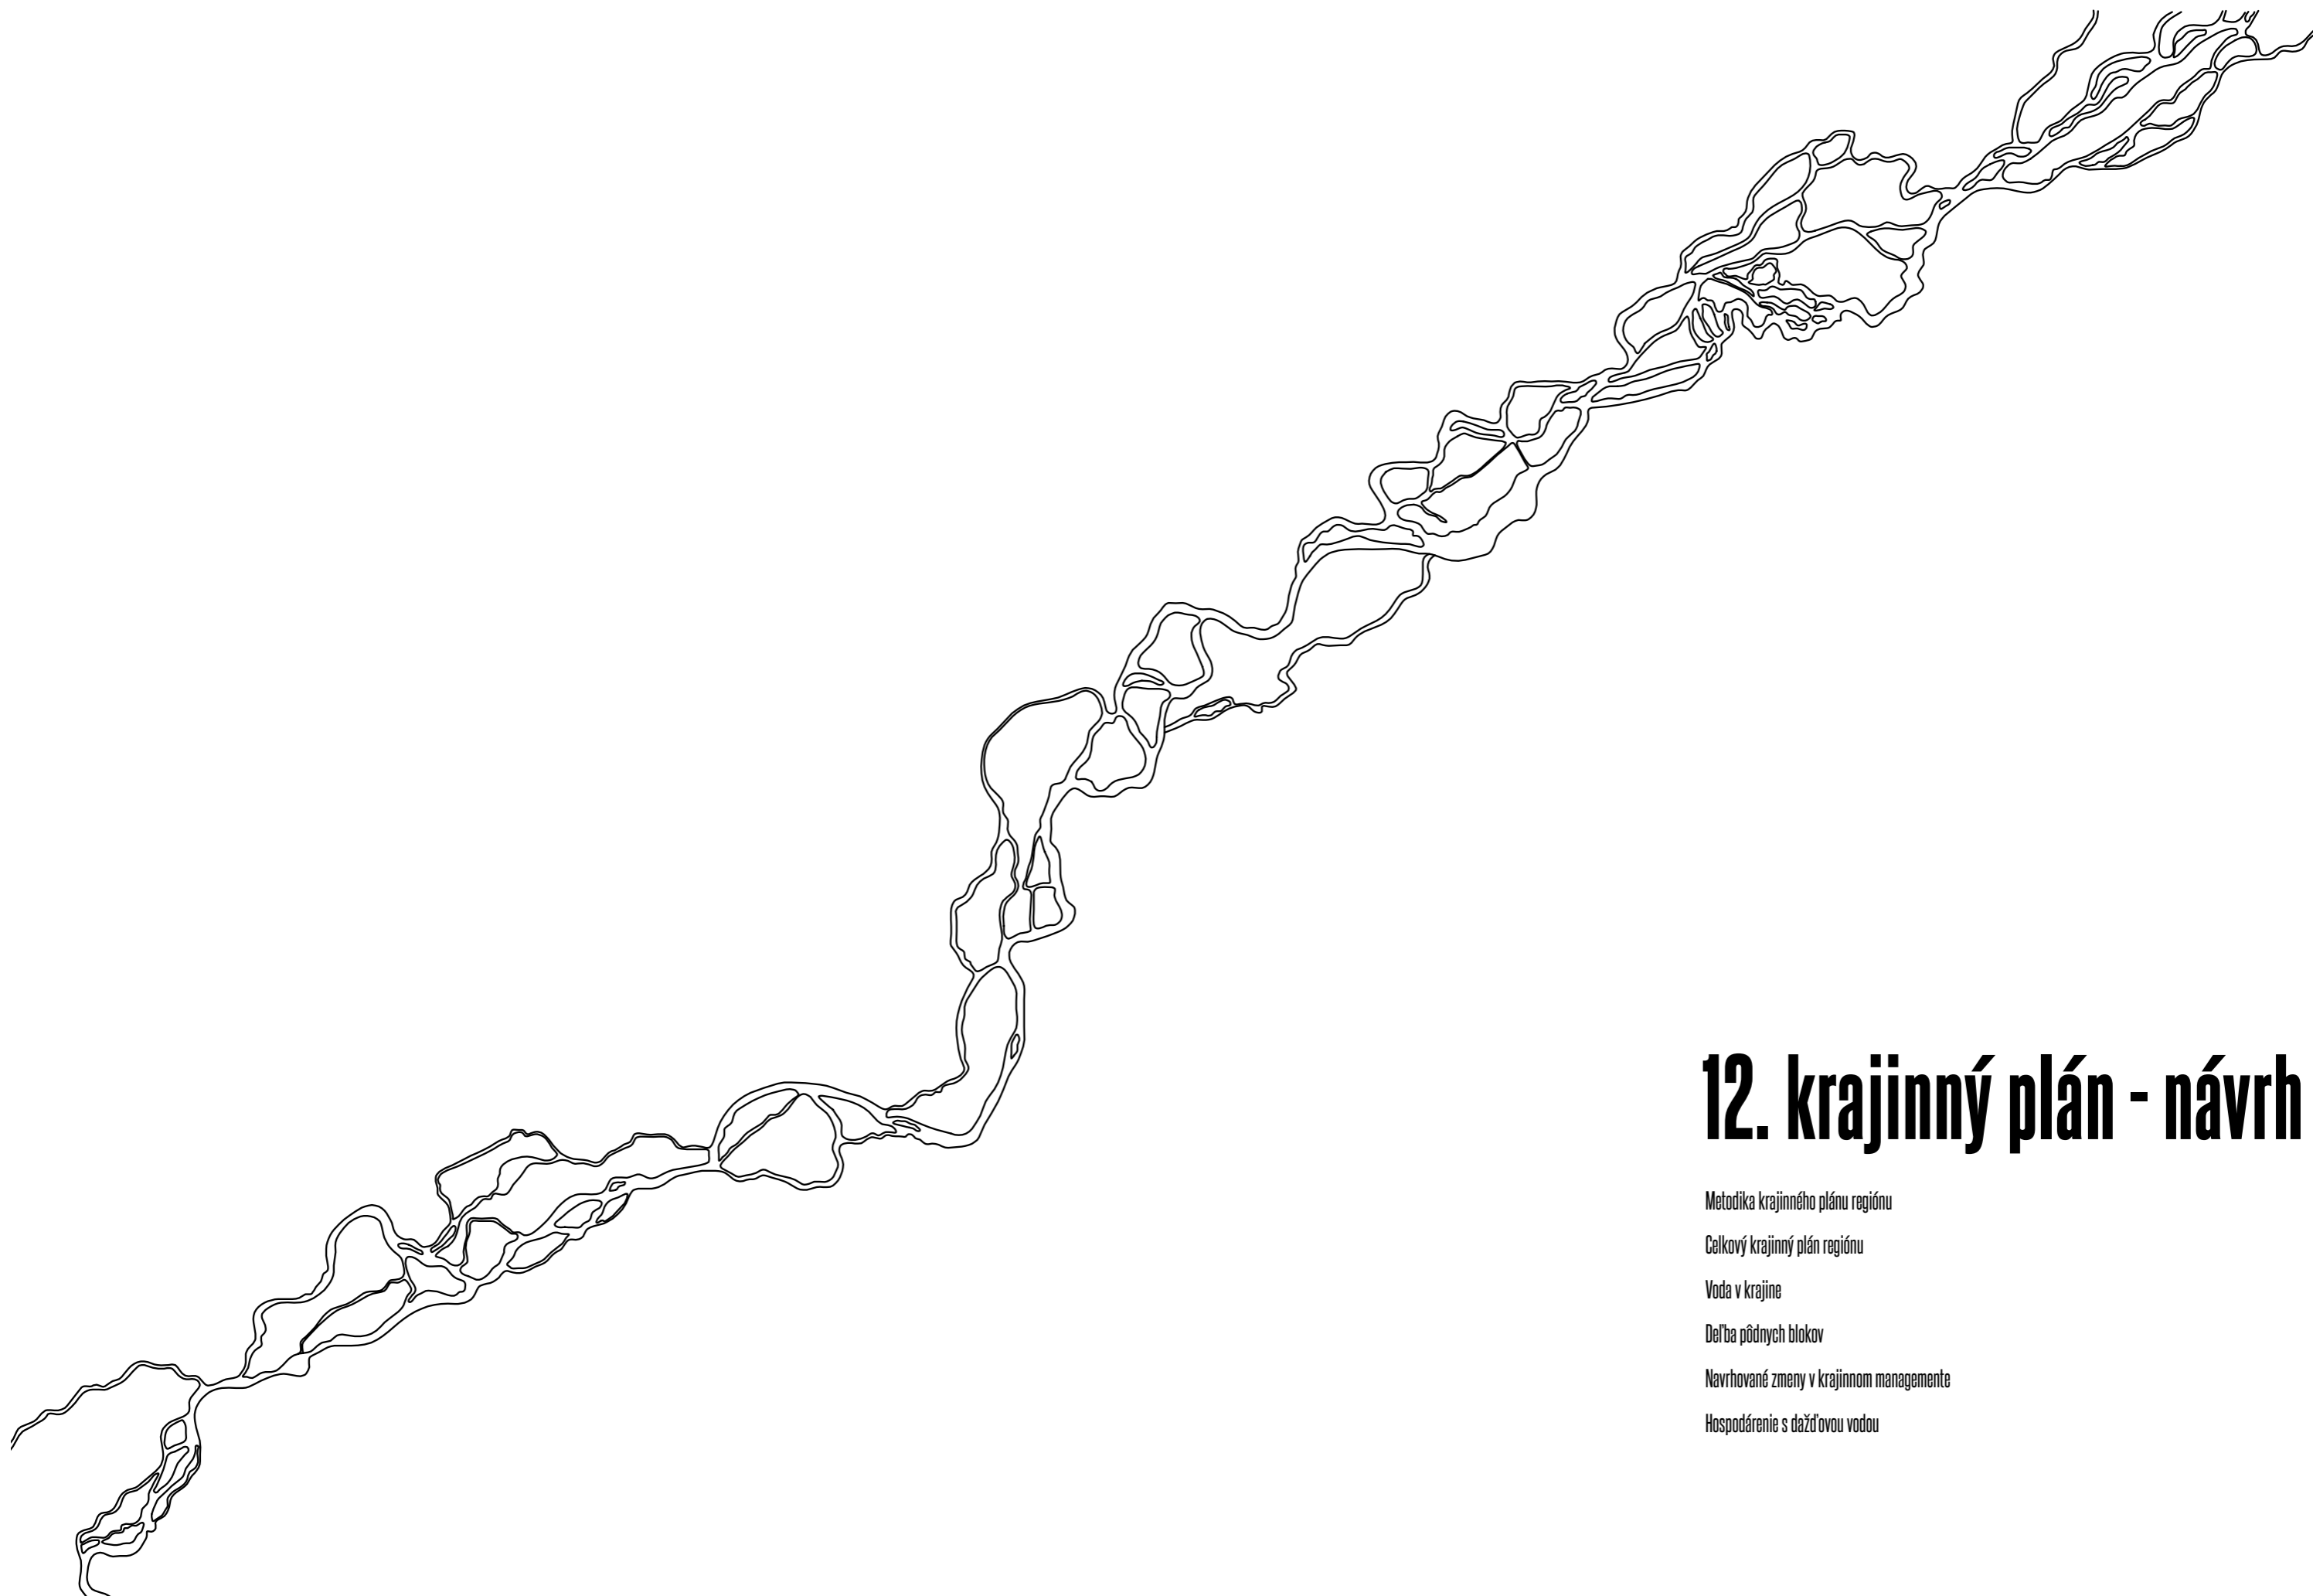 12. krajinný plán - návrh
Metodika krajinného plánu regiónu
Celkový krajinný plán regiónu
Voda v krajine
Deľba pôdnych blokov
Navrhované zmeny v krajinnom managemente
Hospodárenie s dažďovou vodou